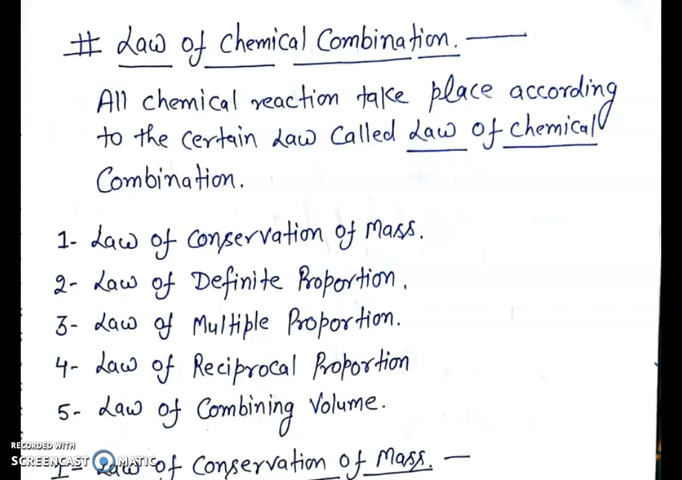 # Law of Chemical Combination. —
All chemical reaction take place according
to the certain Law called Law of chemical
Combination.
1- Law of Conservation of Mass.
2- Law of Definite Proportion.
3- Law of Multiple Proportion.
4- Law of Reciprocal Proportion
5- Law of Combining Volume.
RECORDED WITH
SCREENCAST MATIC
1- Law of Conservation of Mass. —